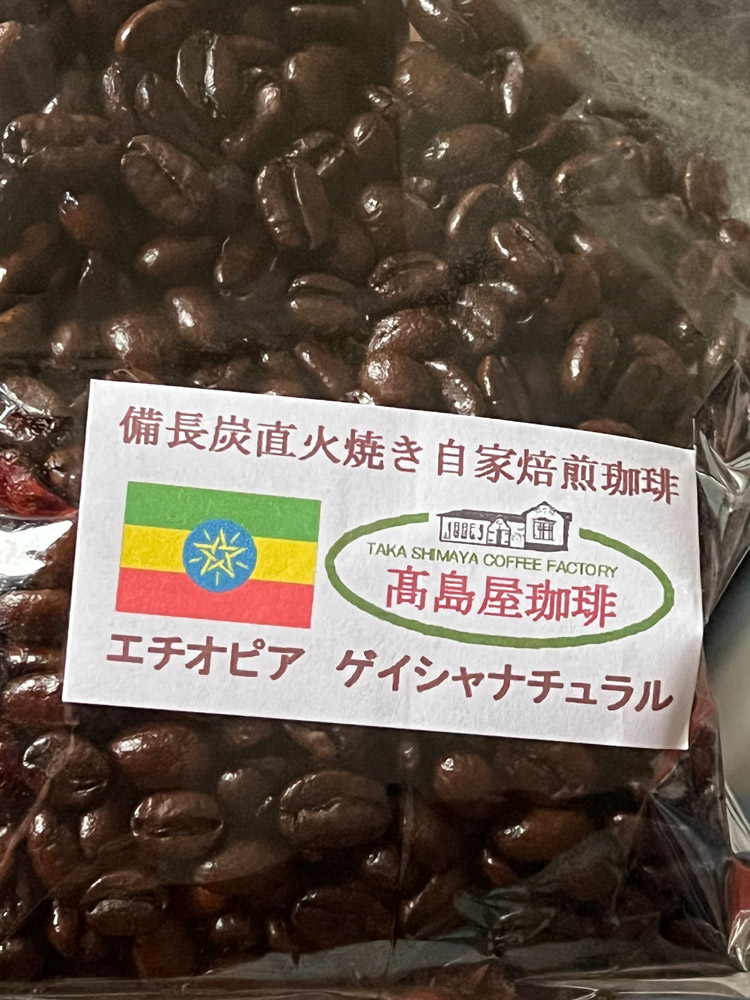 備長炭直火焼き自家焙煎珈琲
TAKA SHIMAYA COFFEE FACTORY
髙島屋珈琲
エチオピア ゲイシャナチュラル